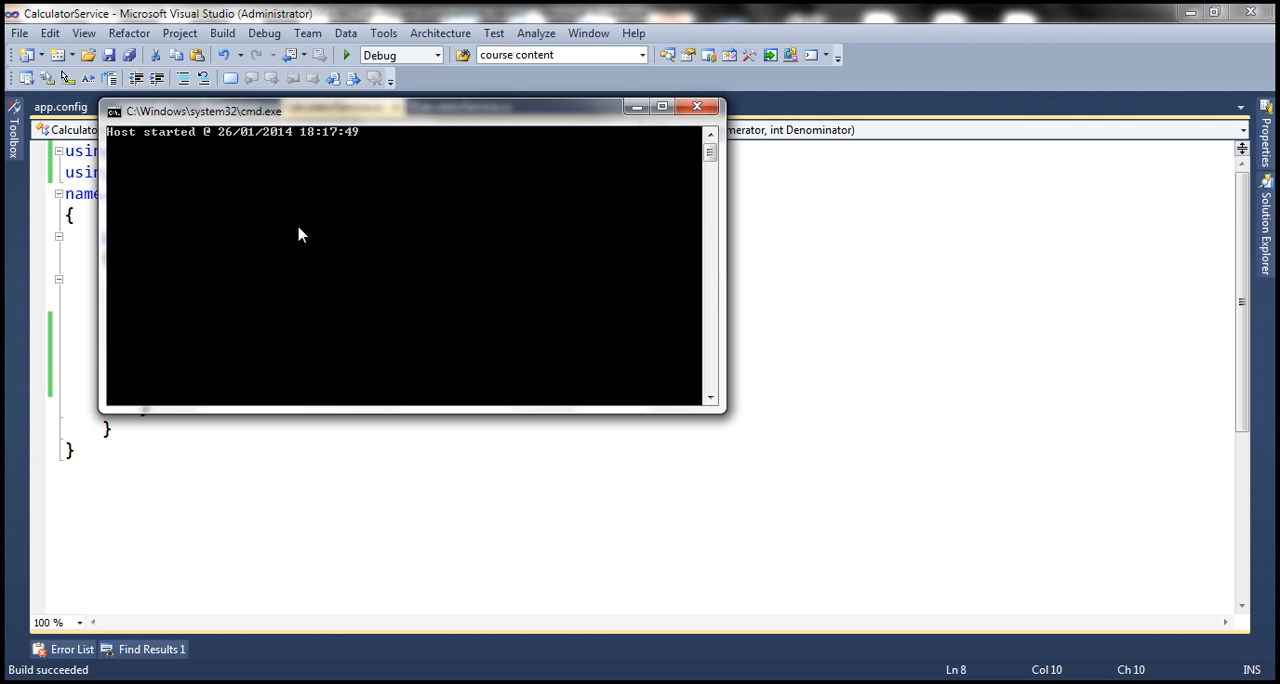 CalculatorService - Microsoft Visual Studio (Administrator)
File Edit View Refactor Project Build Debug Team Data Tools Architecture Test Analyze Window Help
Debug course content
app.config
C:\Windows\system32\cmd.exe
Calculato
merator, int Denominator)
Host started @ 26/01/2014 18:17:49
usin
usin
name
{
}
}
Toolbox
Properties
Solution Explorer
100 %
Error List Find Results 1
Build succeeded Ln 8 Col 10 Ch 10 INS